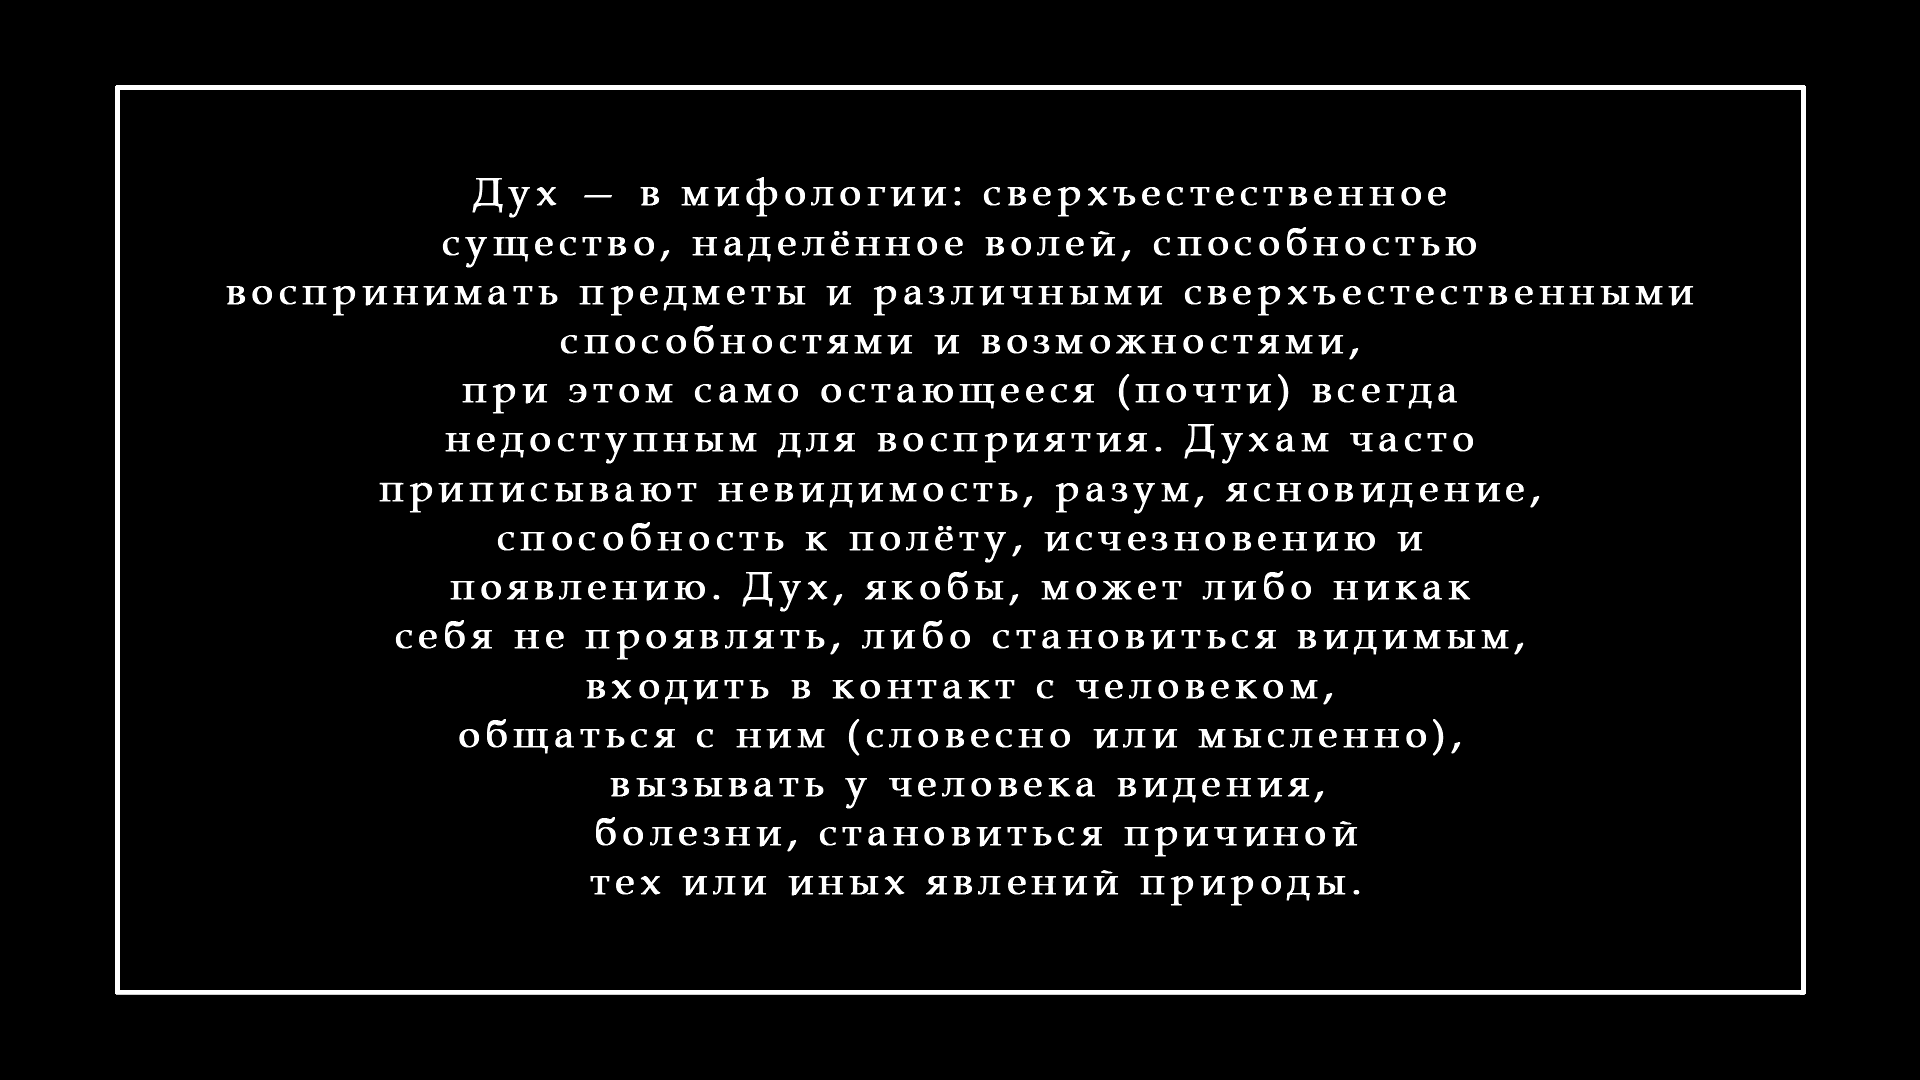 Дух — в мифологии: сверхъестественное
существо, наделённое волей, способностью
воспринимать предметы и различными сверхъестественными
способностями и возможностями,
при этом само остающееся (почти) всегда
недоступным для восприятия. Духам часто
приписывают невидимость, разум, ясновидение,
способность к полёту, исчезновению и
появлению. Дух, якобы, может либо никак
себя не проявлять, либо становиться видимым,
входить в контакт с человеком,
общаться с ним (словесно или мысленно),
вызывать у человека видения,
болезни, становиться причиной
тех или иных явлений природы.